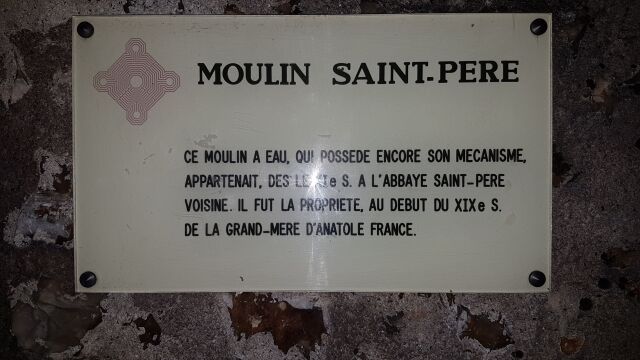 MOULIN SAINT-PERE
CE MOULIN A EAU, QUI POSSEDE ENCORE SON MECANISME,
APPARTENAIT, DES LE S. A L'ABBAYE SAINT-PERE
VOISINE. IL FUT LA PROPRIETE, AU DEBUT DU XIXe S.
DE LA GRAND-MERE D'ANATOLE FRANCE.